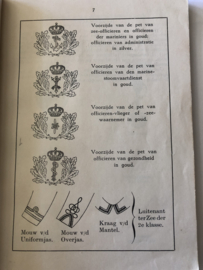 7
Voorzijde van de pet van
zee-officieren en officieren
der mariniers in goud,
officieren van administratie
in zilver.
Voorzijde van de pet van
officieren van den marine-
stoomvaartdienst
in goud.
Voorzijde van de pet van
officieren-vlieger of -zee-
waarnemer in goud.
Voorzijde van de pet van
officieren van gezondheid
in goud.
Mouw v.d
Uniformjas.
Mouw v.d
Overjas.
Kraag v.d
Mantel.
Luitenant
ter Zee der
2e klasse.